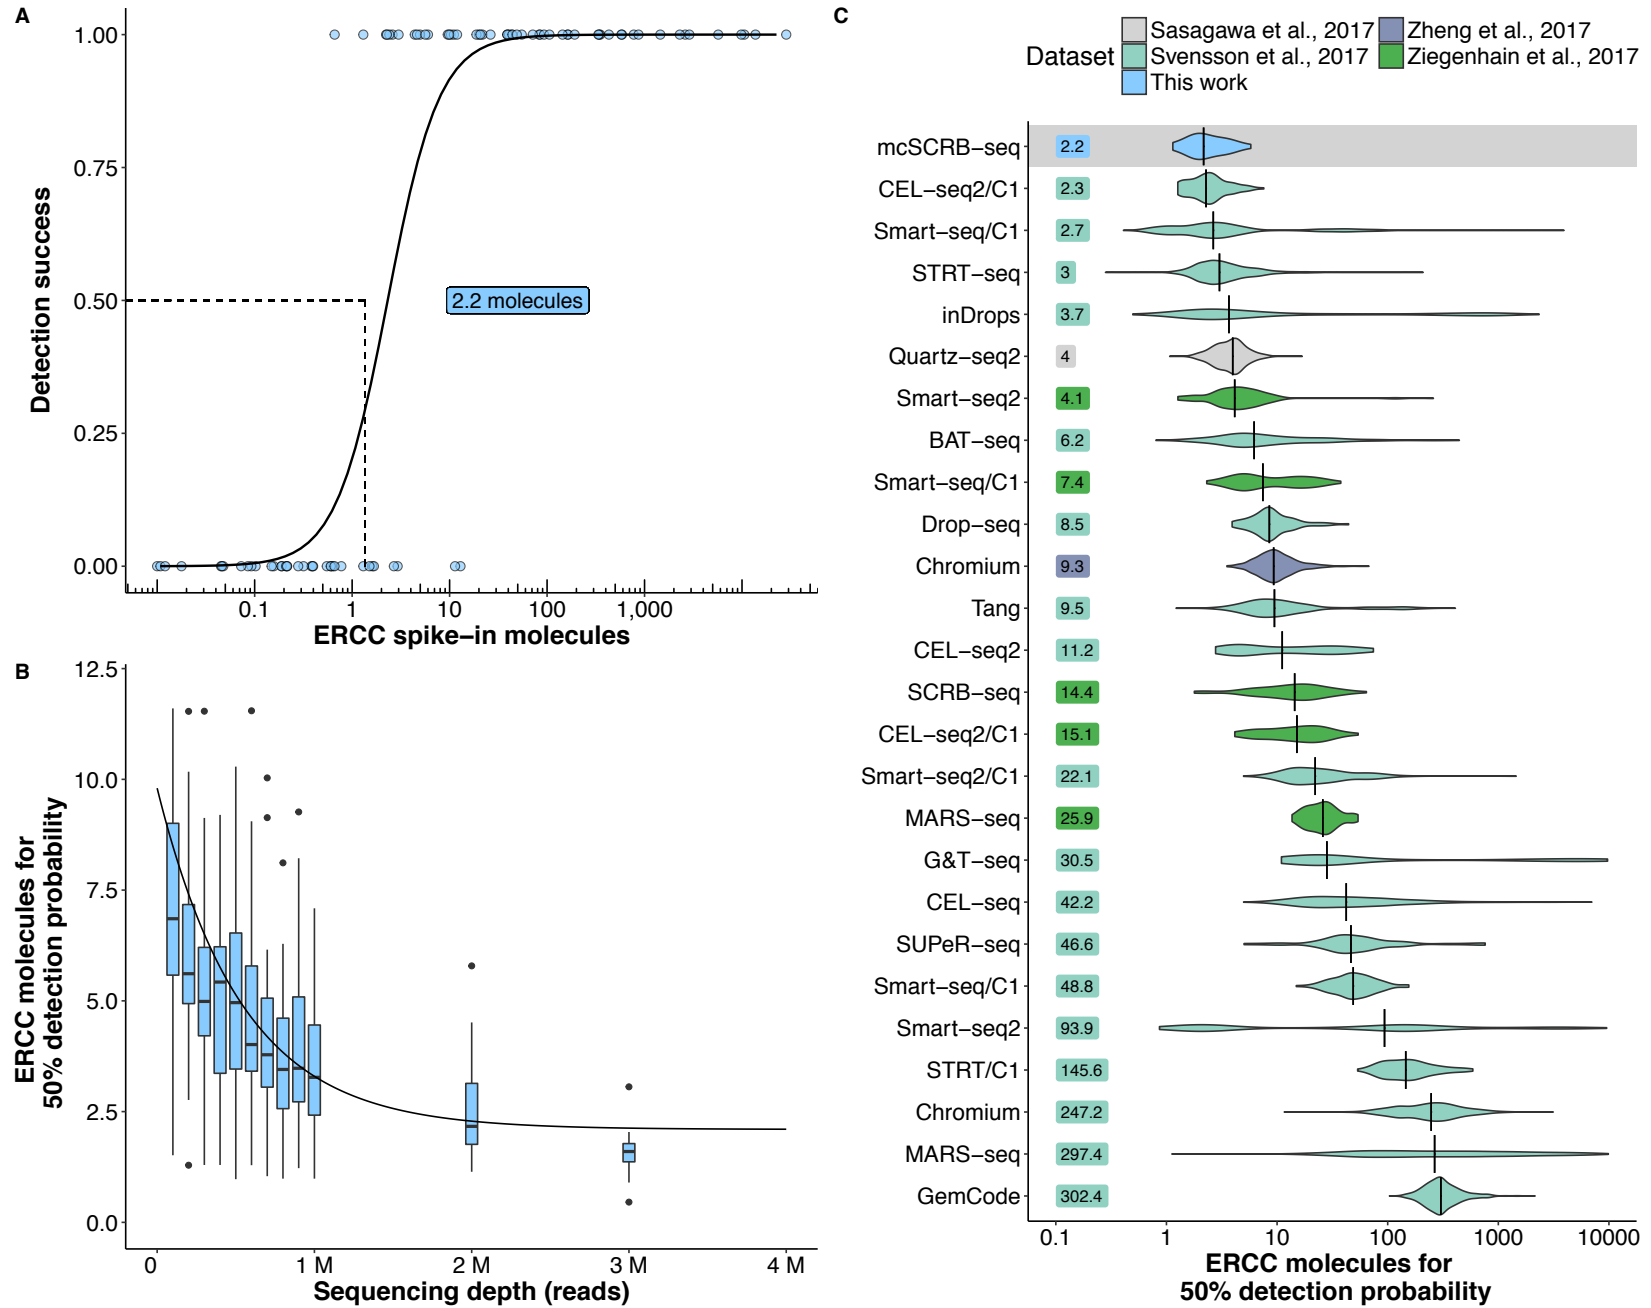 A
1.00
0.75
0.50
0.25
0.00
Detection success
2.2 molecules
0.1
1
10
100
1,000
ERCC spike−in molecules
B
12.5
10.0
7.5
5.0
2.5
0.0
ERCC molecules for
50% detection probability
0
1 M
2 M
3 M
4 M
Sequencing depth (reads)
C
Dataset
Sasagawa et al., 2017
Svensson et al., 2017
This work
Zheng et al., 2017
Ziegenhain et al., 2017
mcSCRB−seq 2.2
CEL−seq2/C1 2.3
Smart−seq/C1 2.7
STRT−seq 3
inDrops 3.7
Quartz−seq2 4
Smart−seq2 4.1
BAT−seq 6.2
Smart−seq/C1 7.4
Drop−seq 8.5
Chromium 9.3
Tang 9.5
CEL−seq2 11.2
SCRB−seq 14.4
CEL−seq2/C1 15.1
Smart−seq2/C1 22.1
MARS−seq 25.9
G&T−seq 30.5
CEL−seq 42.2
SUPeR−seq 46.6
Smart−seq/C1 48.8
Smart−seq2 93.9
STRT/C1 145.6
Chromium 247.2
MARS−seq 297.4
GemCode 302.4
0.1
1
10
100
1000
10000
ERCC molecules for
50% detection probability